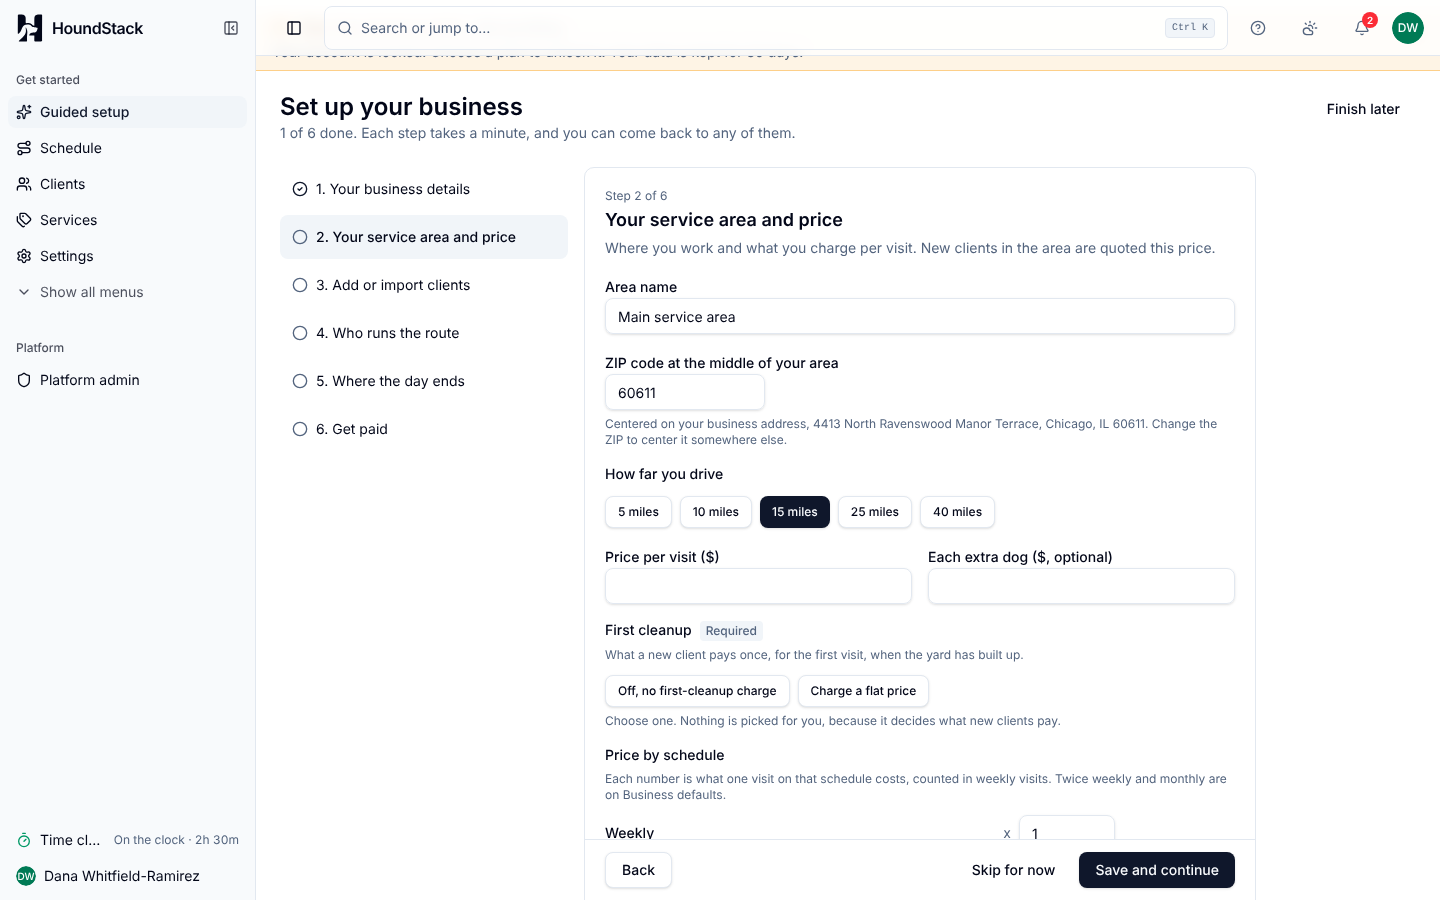 HoundStack
Search or jump to...
Ctrl K
2
DW
Get started
Guided setup
Schedule
Clients
Services
Settings
Show all menus
Platform
Platform admin
Time cl... On the clock · 2h 30m
DW Dana Whitfield-Ramirez
Set up your business
Finish later
1 of 6 done. Each step takes a minute, and you can come back to any of them.
1. Your business details
2. Your service area and price
3. Add or import clients
4. Who runs the route
5. Where the day ends
6. Get paid
Step 2 of 6
Your service area and price
Where you work and what you charge per visit. New clients in the area are quoted this price.
Area name
Main service area
ZIP code at the middle of your area
60611
Centered on your business address, 4413 North Ravenswood Manor Terrace, Chicago, IL 60611. Change the
ZIP to center it somewhere else.
How far you drive
5 miles 10 miles 15 miles 25 miles 40 miles
Price per visit ($) Each extra dog ($, optional)
First cleanup Required
What a new client pays once, for the first visit, when the yard has built up.
Off, no first-cleanup charge Charge a flat price
Choose one. Nothing is picked for you, because it decides what new clients pay.
Price by schedule
Each number is what one visit on that schedule costs, counted in weekly visits. Twice weekly and monthly are
on Business defaults.
Weekly x 1
Back Skip for now Save and continue